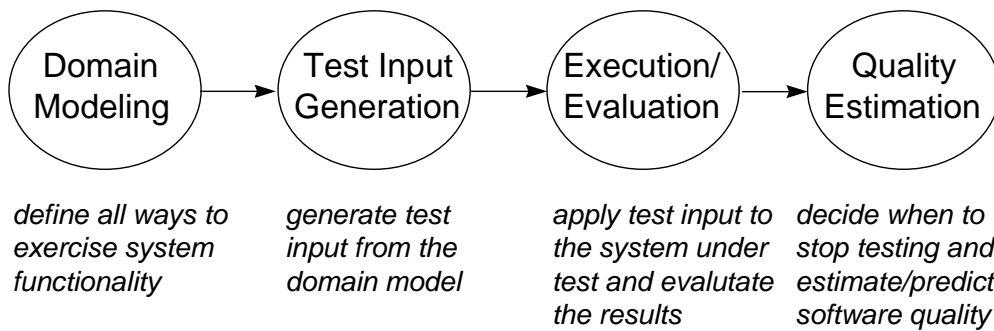 Domain
Modeling
Test Input
Generation
Execution/
Evaluation
Quality
Estimation
define all ways to
exercise system
functionality
generate test
input from the
domain model
apply test input to
the system under
test and evalutate
the results
decide when to
stop testing and
estimate/predict
software quality